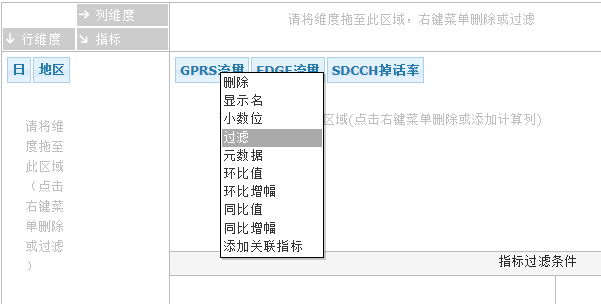 → 列维度
↓ 行维度
↘ 指标
请将维度拖至此区域，右键菜单删除或过滤
日
地区
GPRS流量
EDGE流量
SDCCH掉话率
请将维
度拖至
此区域
（点击
右键菜
单删除
或过滤
）
区域(点击右键菜单删除或添加计算列)
删除
显示名
小数位
过滤
元数据
环比值
环比增幅
同比值
同比增幅
添加关联指标
指标过滤条件